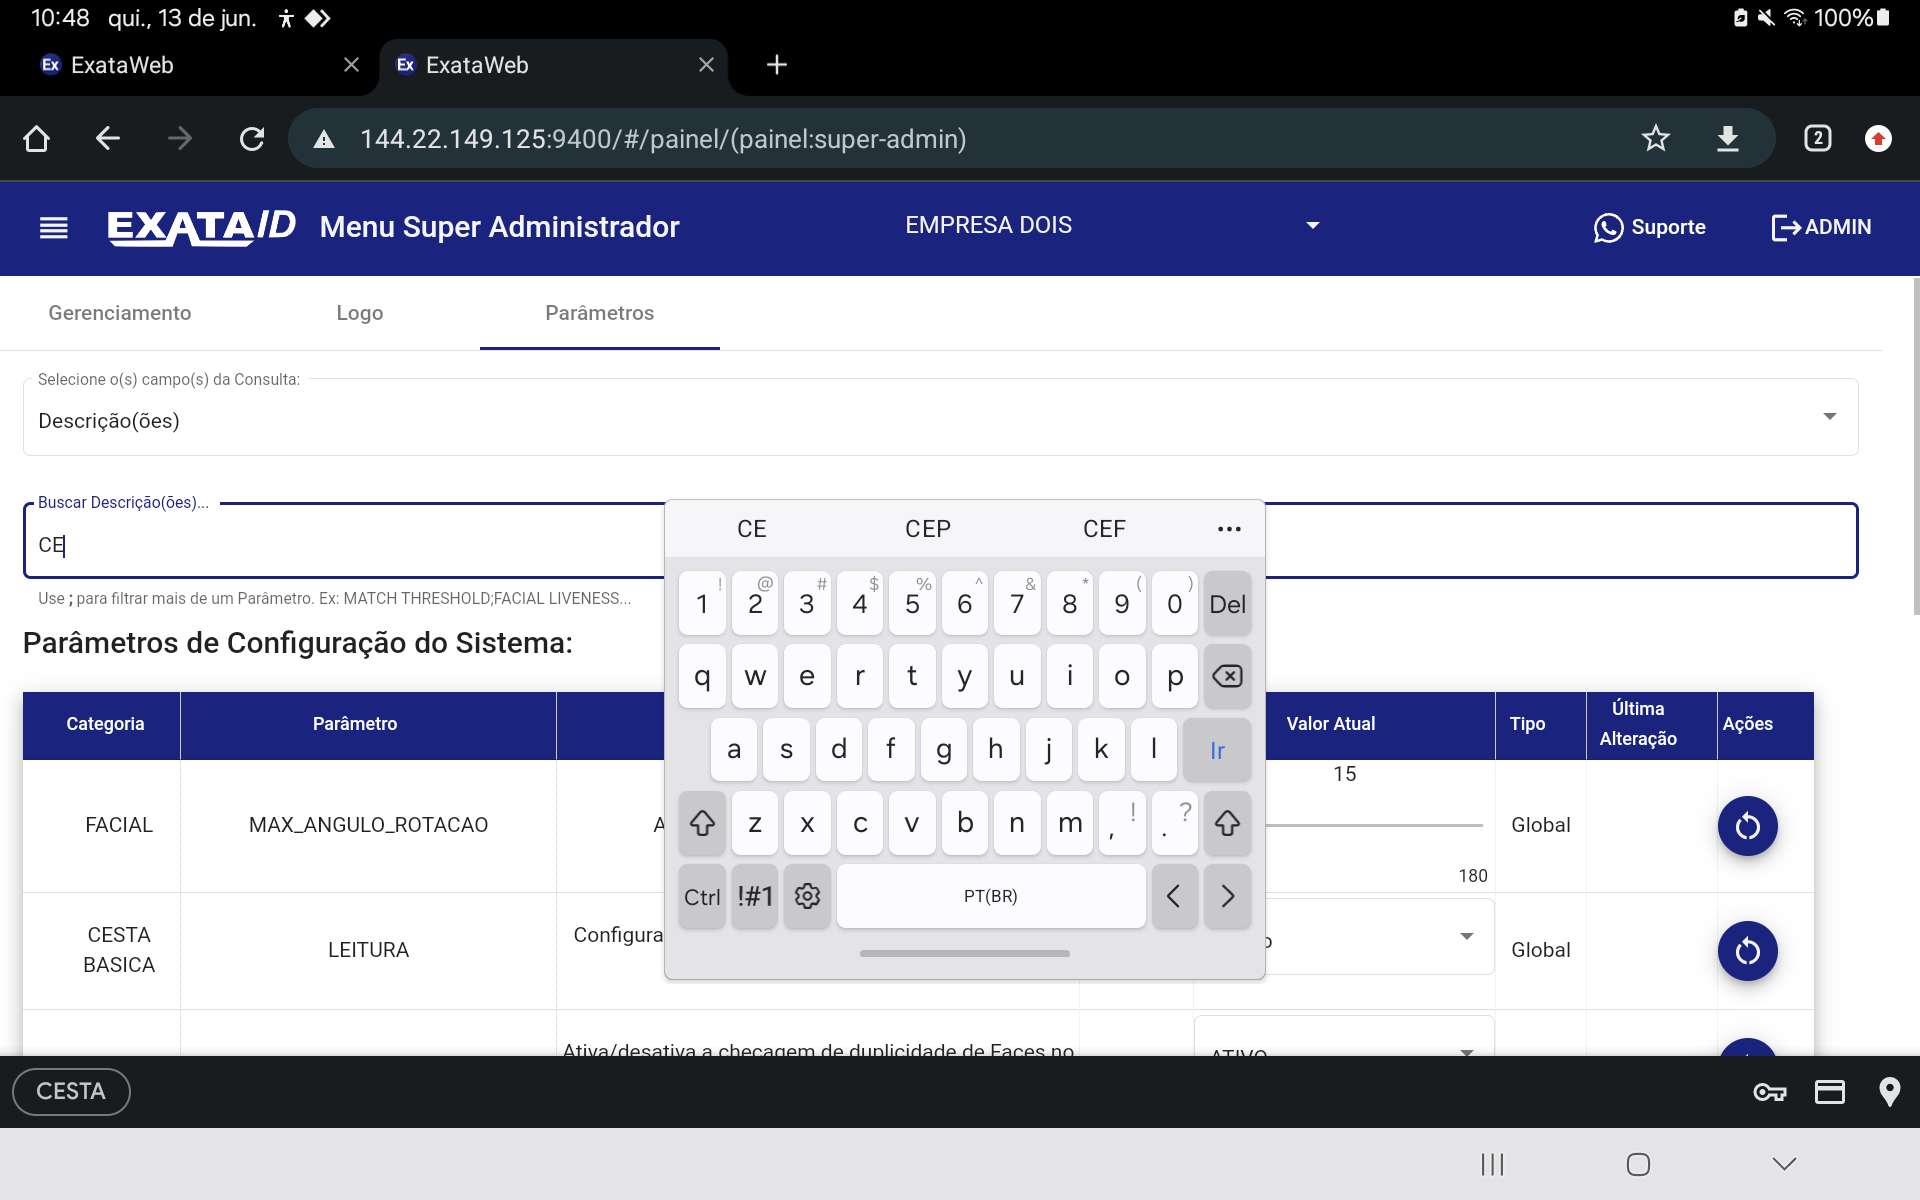 10:48 qui., 13 de jun. 100%
Ex ExataWeb
Ex ExataWeb
144.22.149.125:9400/#/painel/(painel:super-admin) 2
EXATA/ID Menu Super Administrador EMPRESA DOIS Suporte ADMIN
Gerenciamento Logo Parâmetros
Selecione o(s) campo(s) da Consulta:
Descrição(ões)
Buscar Descrição(ões)...
CE
Use ; para filtrar mais de um Parâmetro. Ex: MATCH THRESHOLD;FACIAL LIVENESS...
Parâmetros de Configuração do Sistema:
Categoria Parâmetro Valor Atual Tipo Última Alteração Ações
15
FACIAL MAX_ANGULO_ROTACAO A Global
180
CESTA BASICA LEITURA Configura o Global
Ativa/desativa a checagem de duplicidade de Faces no ATIVO
CE CEP CEF •••
! @ # $ % ^ & * ( )
1 2 3 4 5 6 7 8 9 0 Del
q w e r t y u i o p
a s d f g h j k l Ir
z x c v b n m , ! . ?
Ctrl !#1 PT(BR) < >
CESTA